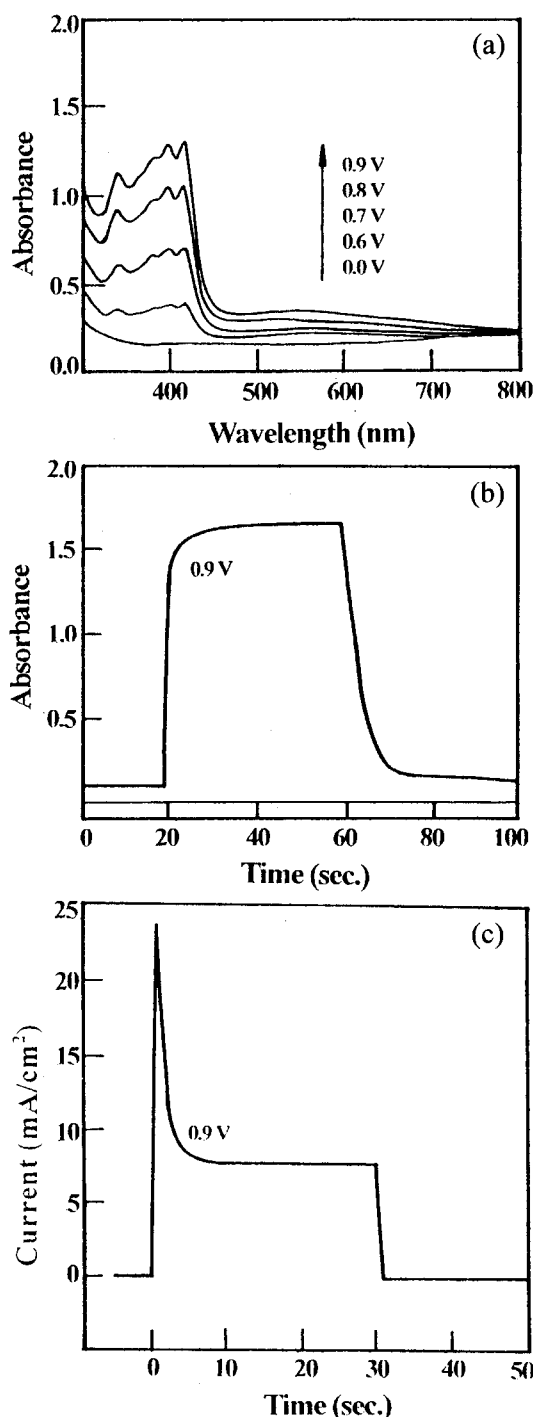 (a)
2.0
1.5
1.0
0.5
0.0
Absorbance
0.9 V
0.8 V
0.7 V
0.6 V
0.0 V
400 500 600 700 800
Wavelength (nm)
(b)
2.0
1.5
1.0
0.5
Absorbance
0.9 V
0 20 40 60 80 100
Time (sec.)
(c)
25
20
15
10
5
0
Current (mA/cm²)
0.9 V
0 10 20 30 40 50
Time (sec.)